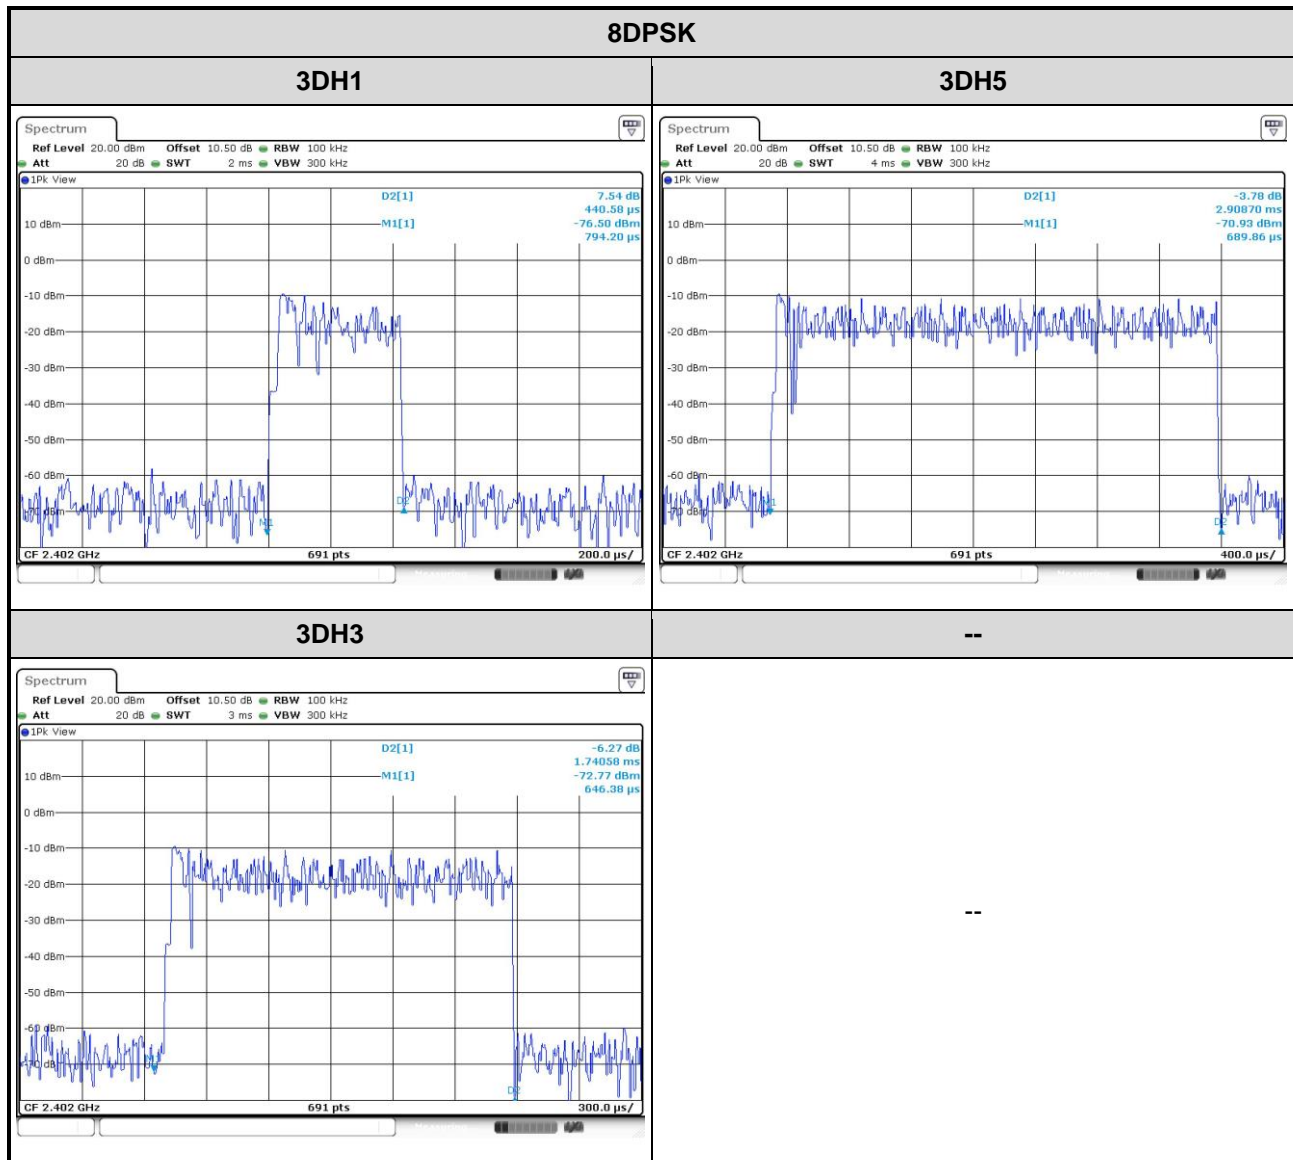 8DPSK
3DH1
3DH5
Spectrum
Ref Level 20.00 dBm Offset 10.50 dB RBW 100 kHz
Att 20 dB SWT 2 ms VBW 300 kHz
1Pk View
D2[1] 7.54 dB
440.58 µs
M1[1] -76.50 dBm
794.20 µs
10 dBm
0 dBm
-10 dBm
-20 dBm
-30 dBm
-40 dBm
-50 dBm
-60 dBm
-70 dBm
M1
D2
CF 2.402 GHz 691 pts 200.0 µs/
Spectrum
Ref Level 20.00 dBm Offset 10.50 dB RBW 100 kHz
Att 20 dB SWT 4 ms VBW 300 kHz
1Pk View
D2[1] -3.78 dB
2.90870 ms
M1[1] -70.93 dBm
689.86 µs
10 dBm
0 dBm
-10 dBm
-20 dBm
-30 dBm
-40 dBm
-50 dBm
-60 dBm
-70 dBm
M1
D2
CF 2.402 GHz 691 pts 400.0 µs/
3DH3
--
Spectrum
Ref Level 20.00 dBm Offset 10.50 dB RBW 100 kHz
Att 20 dB SWT 3 ms VBW 300 kHz
1Pk View
D2[1] -6.27 dB
1.74058 ms
M1[1] -72.77 dBm
646.38 µs
10 dBm
0 dBm
-10 dBm
-20 dBm
-30 dBm
-40 dBm
-50 dBm
-60 dBm
-70 dBm
M1
D2
CF 2.402 GHz 691 pts 300.0 µs/
--